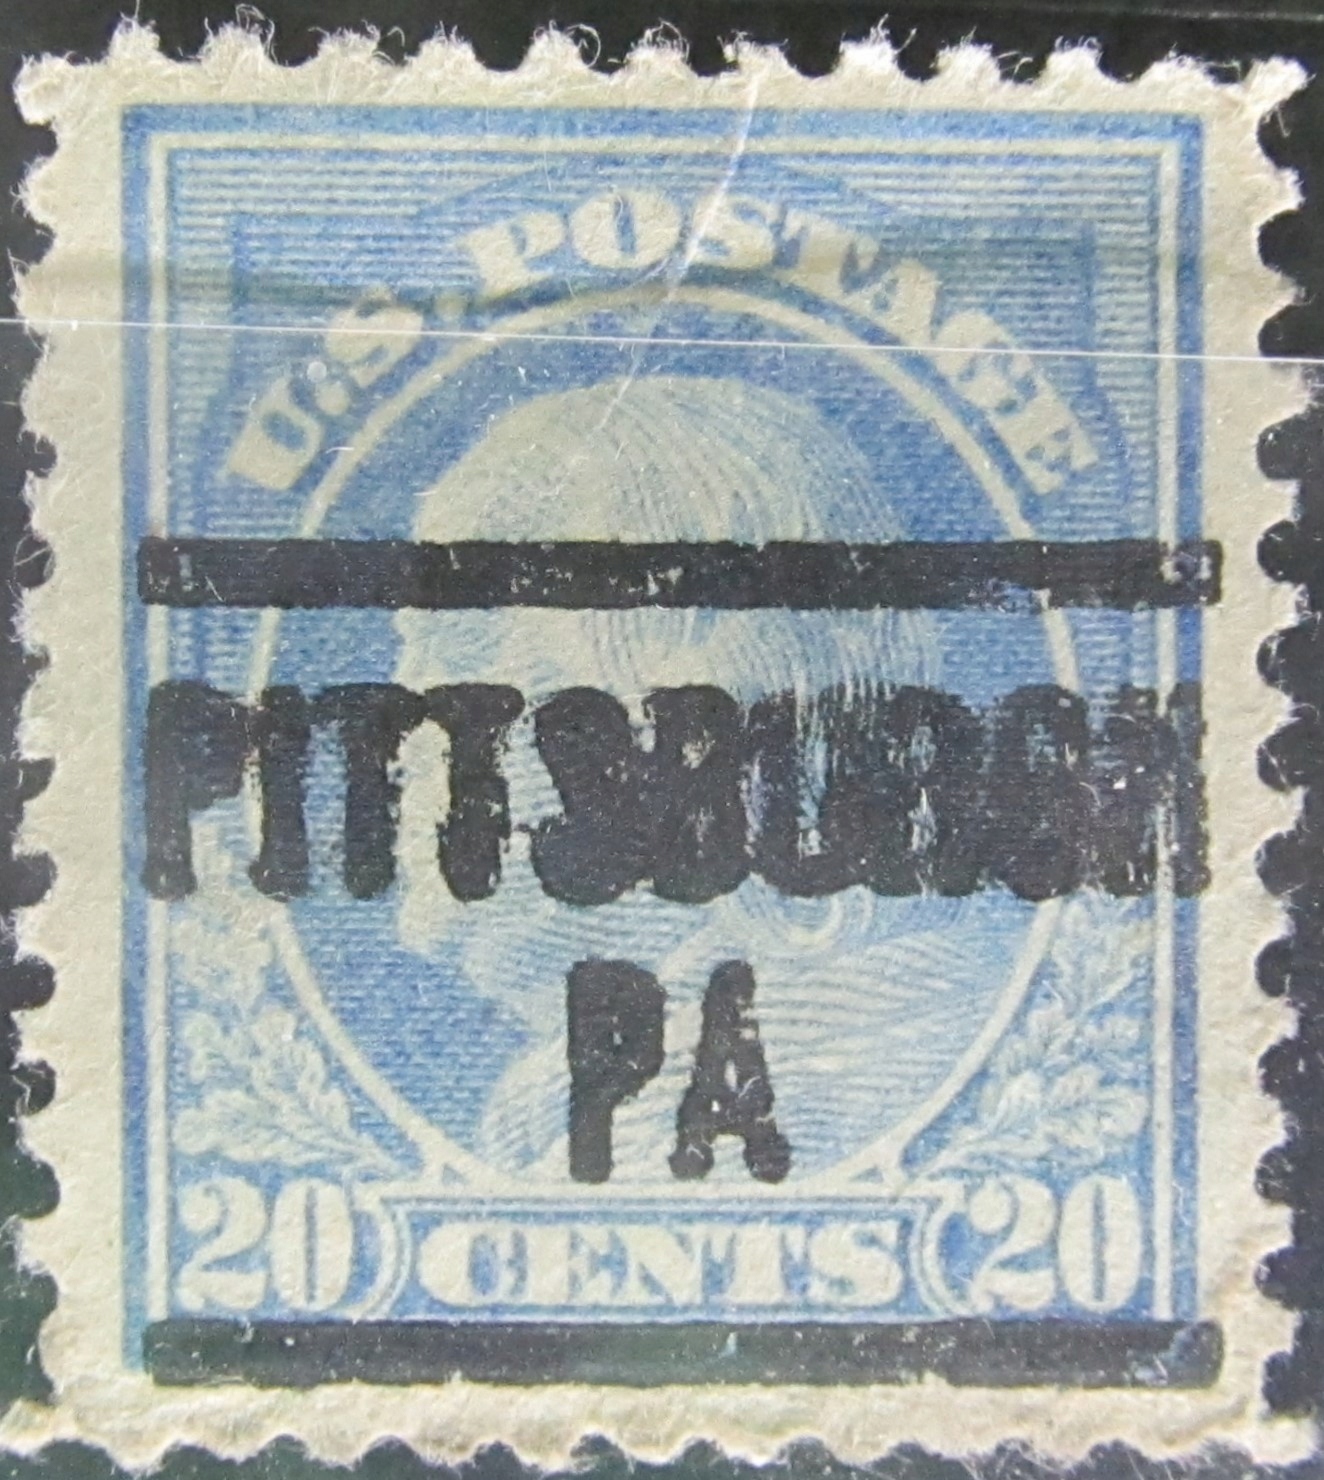 U.S. POSTAGE
PITTSBURGH
PA
20 CENTS 20